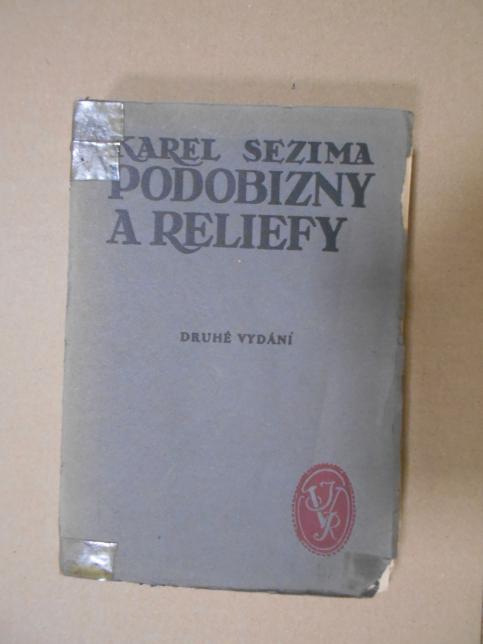 KAREL SEZIMA
PODOBIZNY
A RELIEFY
DRUHÉ VYDÁNÍ